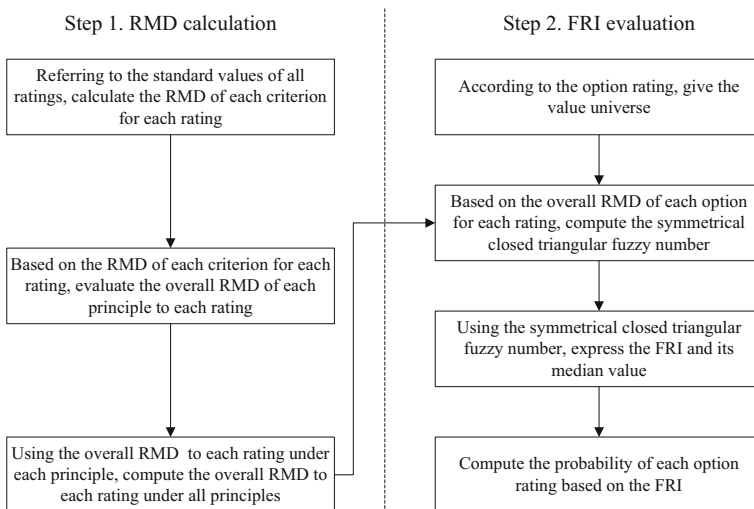 Step 1. RMD calculation
Referring to the standard values of all
ratings, calculate the RMD of each criterion
for each rating
Based on the RMD of each criterion for each
rating, evaluate the overall RMD of each
principle to each rating
Using the overall RMD to each rating under
each principle, compute the overall RMD to
each rating under all principles
Step 2. FRI evaluation
According to the option rating, give the
value universe
Based on the overall RMD of each option
for each rating, compute the symmetrical
closed triangular fuzzy number
Using the symmetrical closed triangular
fuzzy number, express the FRI and its
median value
Compute the probability of each option
rating based on the FRI